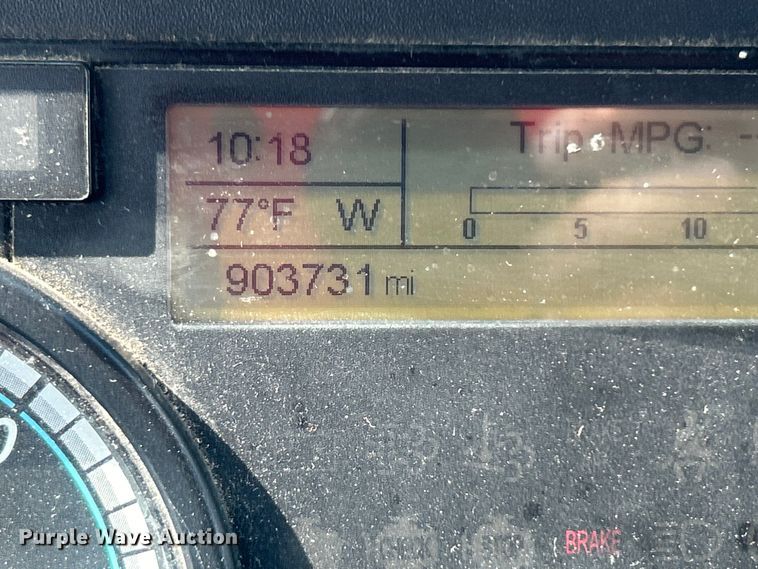 10:18
Trip MPG: --
77°F W
0 5 10
903731 mi
BRAKE
Purple Wave Auction